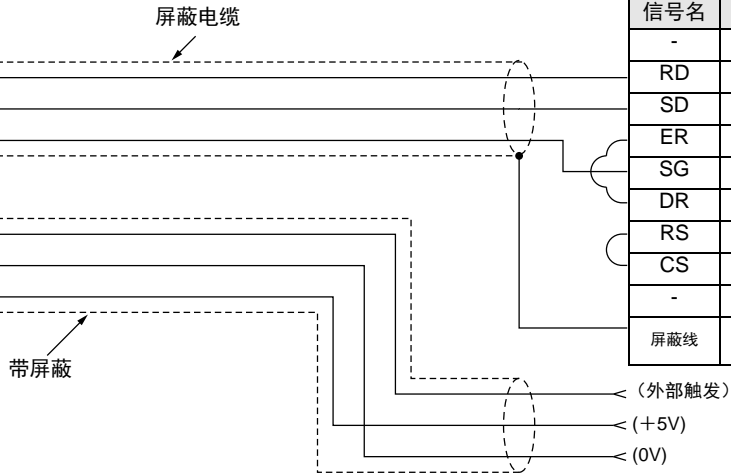 屏蔽电缆
信号名
-
RD
SD
ER
SG
DR
RS
CS
-
屏蔽线
带屏蔽
（外部触发）
(＋5V)
(0V)